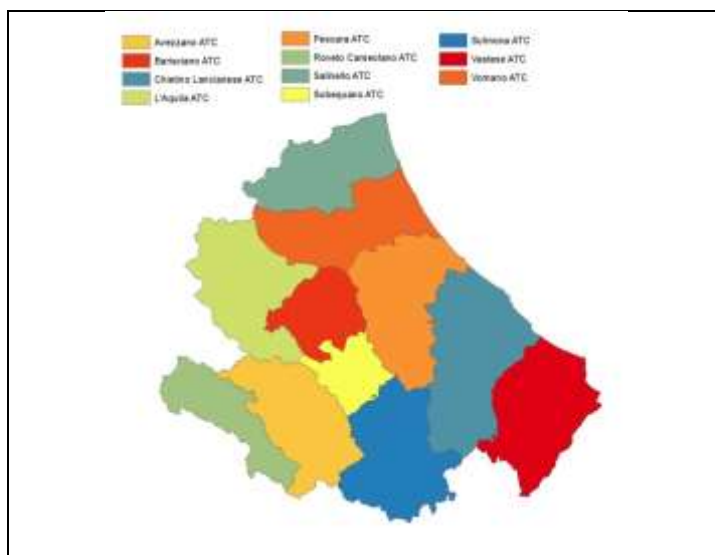 Avezzano ATC
Barisciano ATC
Chietino Lancianese ATC
L'Aquila ATC
Pescara ATC
Roveto Carseolano ATC
Salinello ATC
Subequano ATC
Sulmona ATC
Vastese ATC
Vomano ATC